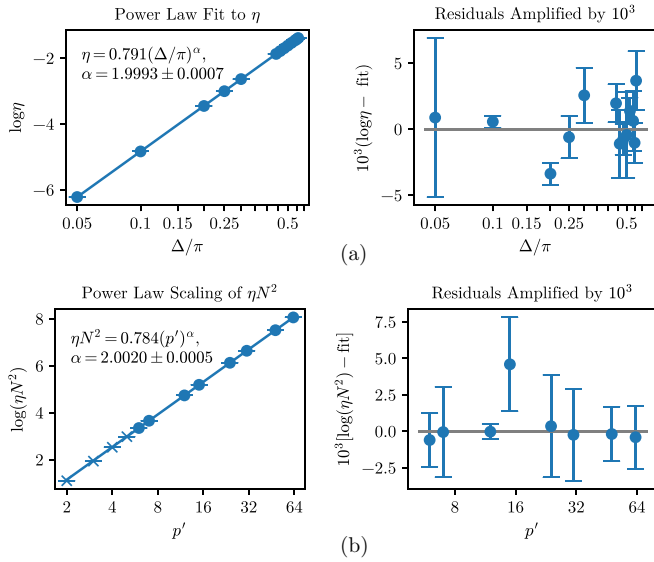 Power Law Fit to η
η = 0.791(Δ/π)^α,
α = 1.9993 ± 0.0007
logη
−2
−4
−6
0.05
0.1
0.15
0.25
0.5
Δ/π
Residuals Amplified by 10³
10³(logη − fit)
5
0
−5
0.05
0.1
0.15
0.25
0.5
Δ/π
(a)
Power Law Scaling of ηN²
ηN² = 0.784(p′)^α,
α = 2.0020 ± 0.0005
log(ηN²)
8
6
4
2
2
4
8
16
32
64
p′
Residuals Amplified by 10³
10³[log(ηN²) − fit]
7.5
5.0
2.5
0.0
−2.5
8
16
32
64
p′
(b)